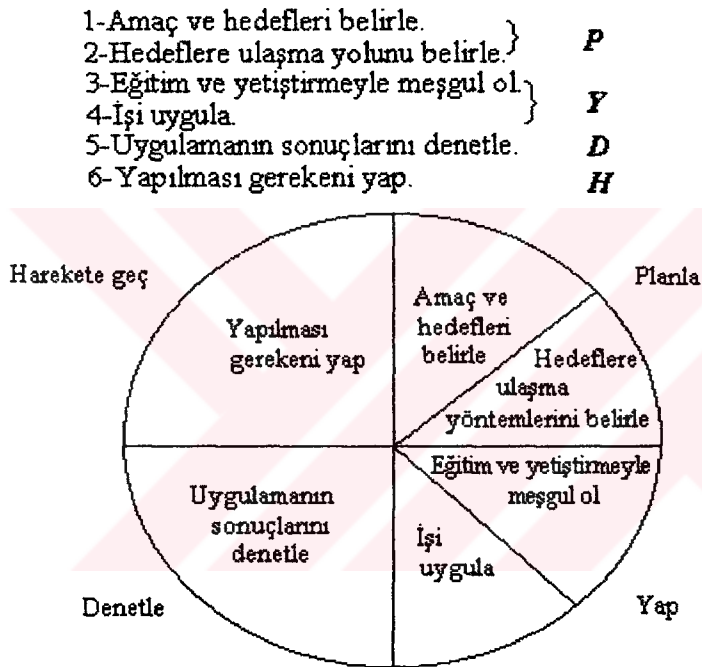 1-Amaç ve hedefleri belirle.
2-Hedeflere ulaşma yolunu belirle. P
3-Eğitim ve yetiştirmeyle meşgul ol.
4-İşi uygula. Y
5-Uygulamanın sonuçlarını denetle. D
6-Yapılması gerekeni yap. H
Harekete geç
Planla
Amaç ve
hedefleri
belirle
Yapılması
gerekeni yap
Hedeflere
ulaşma
yöntemlerini belirle
Eğitim ve yetiştirmeyle
meşgul ol
Uygulamanın
sonuçlarını
denetle
İşi
uygula
Denetle
Yap